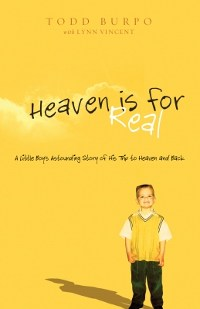 TODD BURPO
with LYNN VINCENT
Heaven is for
Real
A Little Boy's Astounding Story of His Trip to Heaven and Back